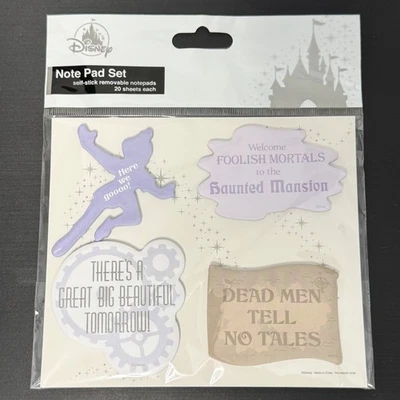 Disney
Note Pad Set
self-stick removable notepads
20 sheets each
Here
we
goooo!
Welcome
FOOLISH MORTALS
to the
Haunted Mansion
THERE'S A
GREAT BIG BEAUTIFUL
TOMORROW!
DEAD MEN
TELL
NO TALES